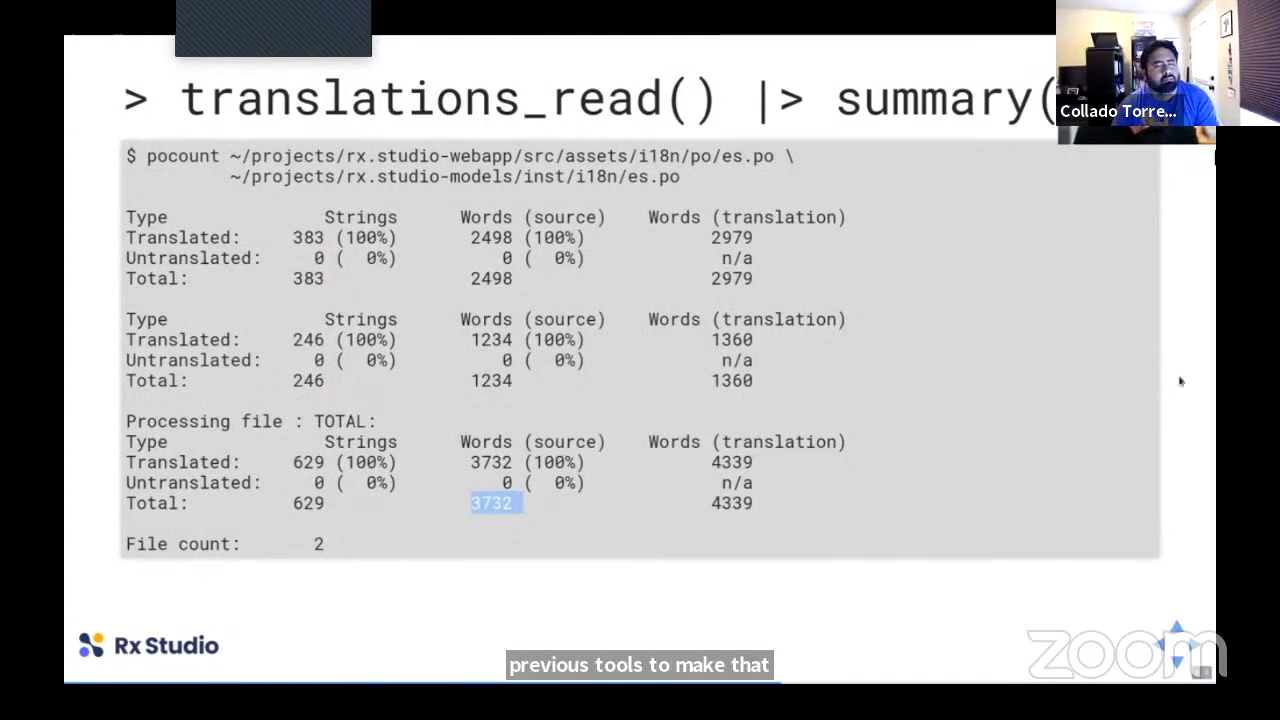 > translations_read() |> summary(
Collado Torre...
$ pocount ~/projects/rx.studio-webapp/src/assets/i18n/po/es.po \
~/projects/rx.studio-models/inst/i18n/es.po
Type Strings Words (source) Words (translation)
Translated: 383 (100%) 2498 (100%) 2979
Untranslated: 0 ( 0%) 0 ( 0%) n/a
Total: 383 2498 2979
Type Strings Words (source) Words (translation)
Translated: 246 (100%) 1234 (100%) 1360
Untranslated: 0 ( 0%) 0 ( 0%) n/a
Total: 246 1234 1360
Processing file : TOTAL:
Type Strings Words (source) Words (translation)
Translated: 629 (100%) 3732 (100%) 4339
Untranslated: 0 ( 0%) 0 ( 0%) n/a
Total: 629 3732 4339
File count: 2
Rx Studio
previous tools to make that
zoom